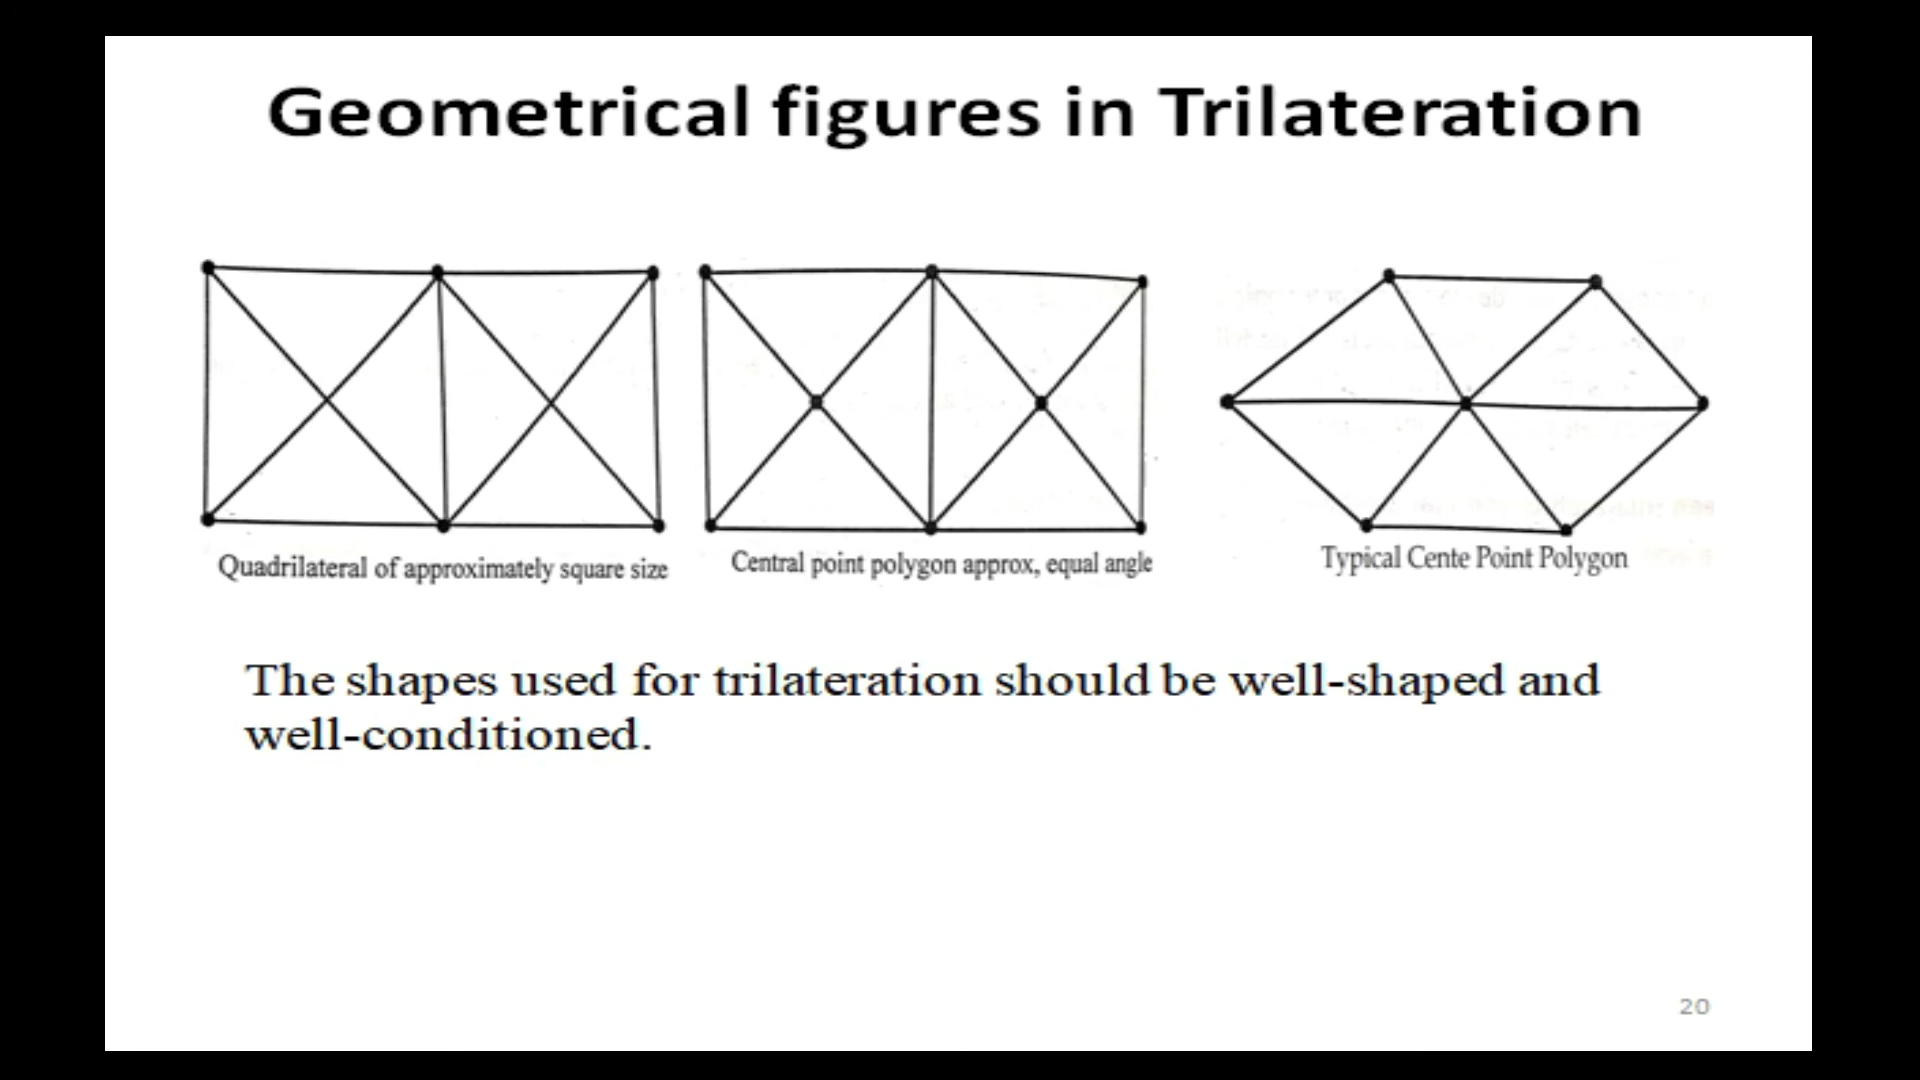 Geometrical figures in Trilateration
Quadrilateral of approximately square size
Central point polygon approx, equal angle
Typical Cente Point Polygon
The shapes used for trilateration should be well-shaped and
well-conditioned.
20